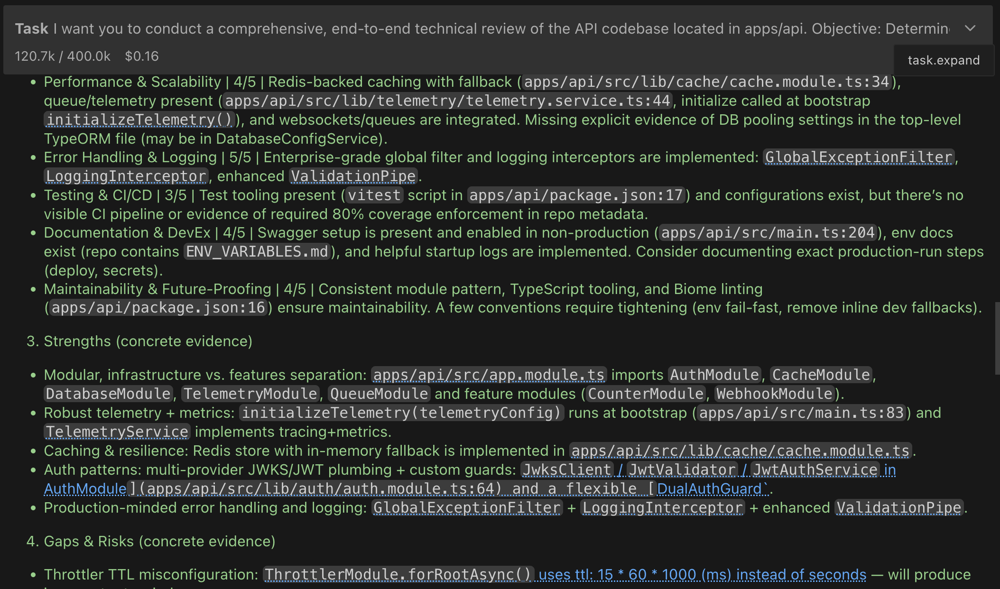 Task I want you to conduct a comprehensive, end-to-end technical review of the API codebase located in apps/api. Objective: Determin
120.7k / 400.0k $0.16
task.expand
• Performance & Scalability | 4/5 | Redis-backed caching with fallback (apps/api/src/lib/cache/cache.module.ts:34),
queue/telemetry present (apps/api/src/lib/telemetry/telemetry.service.ts:44, initialize called at bootstrap
initializeTelemetry()), and websockets/queues are integrated. Missing explicit evidence of DB pooling settings in the top-level
TypeORM file (may be in DatabaseConfigService).
• Error Handling & Logging | 5/5 | Enterprise-grade global filter and logging interceptors are implemented: GlobalExceptionFilter,
LoggingInterceptor, enhanced ValidationPipe.
• Testing & CI/CD | 3/5 | Test tooling present (vitest script in apps/api/package.json:17) and configurations exist, but there’s no
visible CI pipeline or evidence of required 80% coverage enforcement in repo metadata.
• Documentation & DevEx | 4/5 | Swagger setup is present and enabled in non-production (apps/api/src/main.ts:204), env docs
exist (repo contains ENV_VARIABLES.md), and helpful startup logs are implemented. Consider documenting exact production-run steps
(deploy, secrets).
• Maintainability & Future-Proofing | 4/5 | Consistent module pattern, TypeScript tooling, and Biome linting
(apps/api/package.json:16) ensure maintainability. A few conventions require tightening (env fail-fast, remove inline dev fallbacks).
3. Strengths (concrete evidence)
• Modular, infrastructure vs. features separation: apps/api/src/app.module.ts imports AuthModule, CacheModule,
DatabaseModule, TelemetryModule, QueueModule and feature modules (CounterModule, WebhookModule).
• Robust telemetry + metrics: initializeTelemetry(telemetryConfig) runs at bootstrap (apps/api/src/main.ts:83) and
TelemetryService implements tracing+metrics.
• Caching & resilience: Redis store with in-memory fallback is implemented in apps/api/src/lib/cache/cache.module.ts.
• Auth patterns: multi-provider JWKS/JWT plumbing + custom guards: JwksClient / JwtValidator / JwtAuthService in
AuthModule](apps/api/src/lib/auth/auth.module.ts:64) and a flexible [DualAuthGuard`.
• Production-minded error handling and logging: GlobalExceptionFilter + LoggingInterceptor + enhanced ValidationPipe.
4. Gaps & Risks (concrete evidence)
• Throttler TTL misconfiguration: ThrottlerModule.forRootAsync() uses ttl: 15 * 60 * 1000 (ms) instead of seconds — will produce